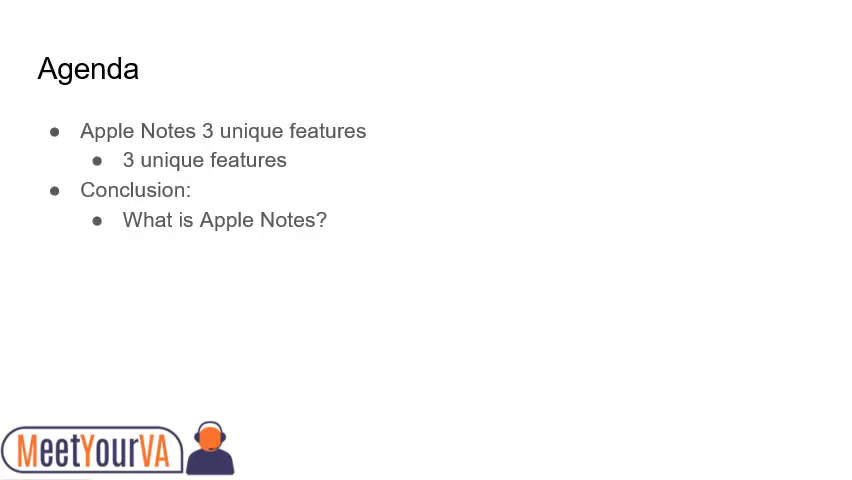 Agenda
● Apple Notes 3 unique features
● 3 unique features
● Conclusion:
● What is Apple Notes?
MeetYourVA